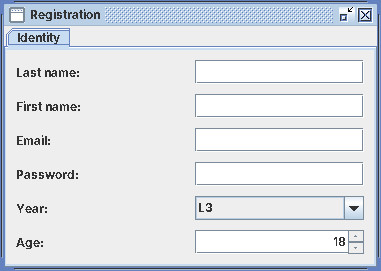 Registration
Identity
Last name:
First name:
Email:
Password:
Year: L3
Age: 18